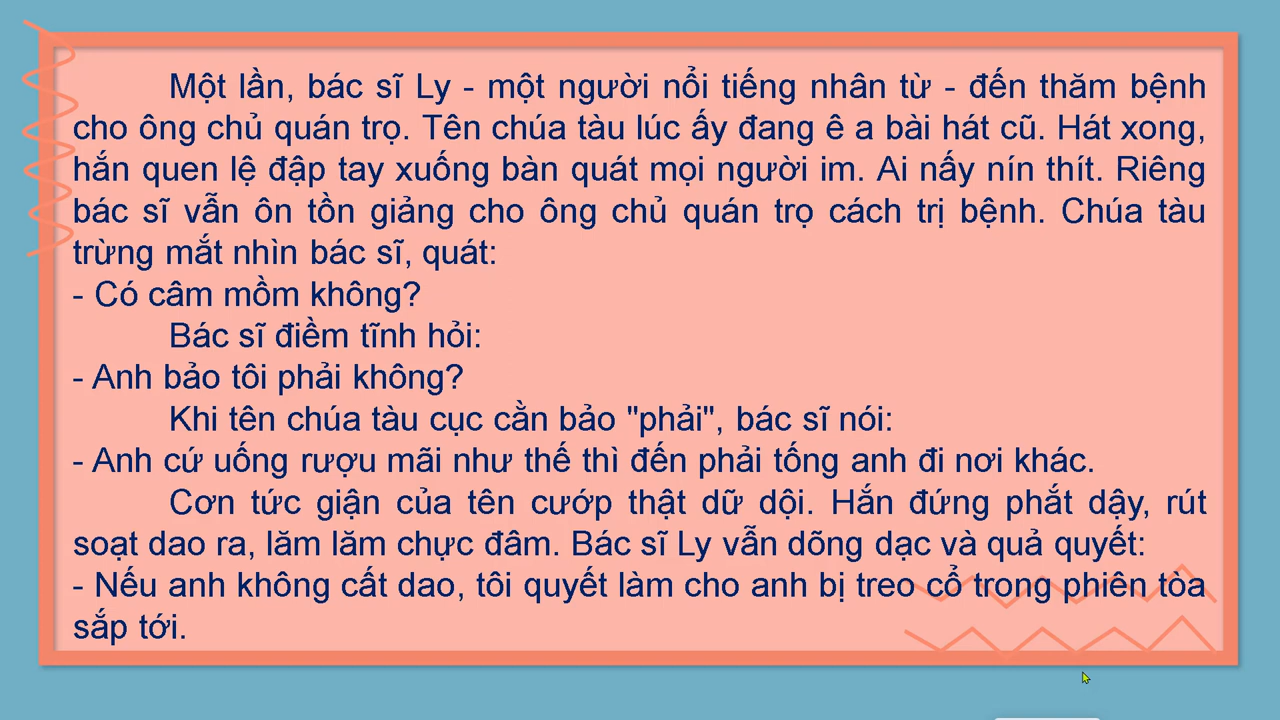 Một lần, bác sĩ Ly - một người nổi tiếng nhân từ - đến thăm bệnh
cho ông chủ quán trọ. Tên chúa tàu lúc ấy đang ê a bài hát cũ. Hát xong,
hắn quen lệ đập tay xuống bàn quát mọi người im. Ai nấy nín thít. Riêng
bác sĩ vẫn ôn tồn giảng cho ông chủ quán trọ cách trị bệnh. Chúa tàu
trừng mắt nhìn bác sĩ, quát:
- Có câm mồm không?
Bác sĩ điềm tĩnh hỏi:
- Anh bảo tôi phải không?
Khi tên chúa tàu cục cằn bảo "phải", bác sĩ nói:
- Anh cứ uống rượu mãi như thế thì đến phải tống anh đi nơi khác.
Cơn tức giận của tên cướp thật dữ dội. Hắn đứng phắt dậy, rút
soạt dao ra, lăm lăm chực đâm. Bác sĩ Ly vẫn dõng dạc và quả quyết:
- Nếu anh không cất dao, tôi quyết làm cho anh bị treo cổ trong phiên tòa
sắp tới.